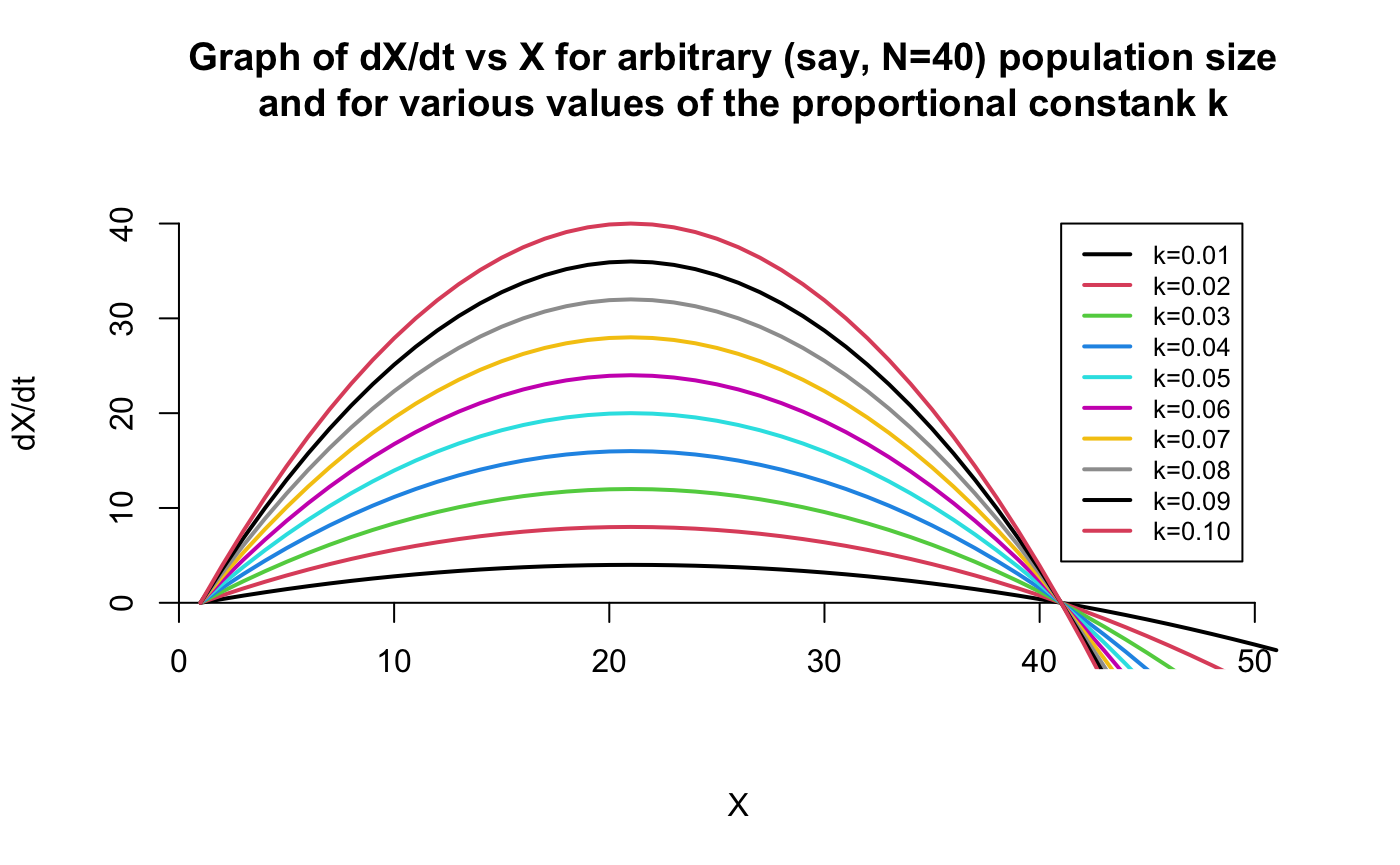 Graph of dX/dt vs X for arbitrary (say, N=40) population size
and for various values of the proportional constank k
dX/dt
40
30
20
10
0
0 10 20 30 40 50
X
k=0.01
k=0.02
k=0.03
k=0.04
k=0.05
k=0.06
k=0.07
k=0.08
k=0.09
k=0.10